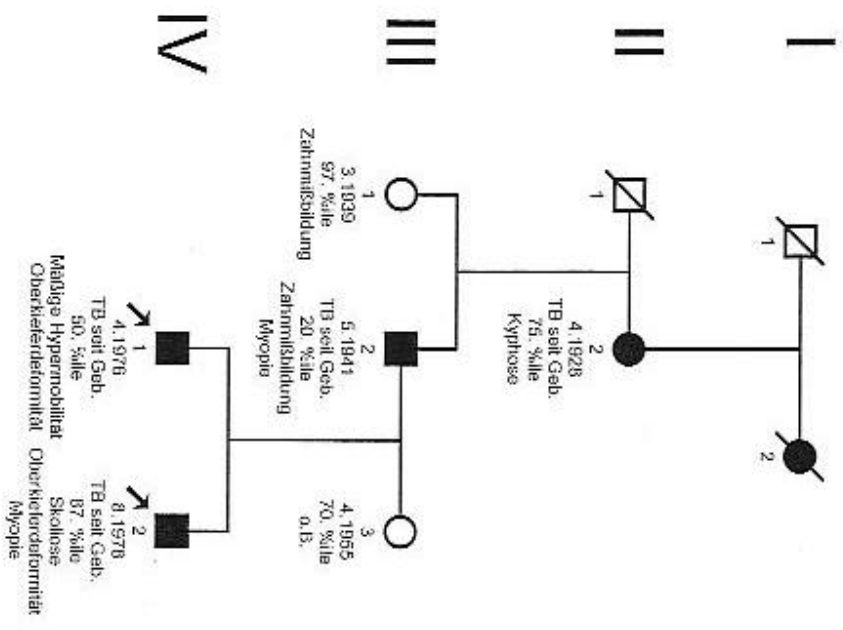 I
1
2
II
1
2
4.1928
TB seit Geb.
75. %ile
Kyphose
III
1
3.1939
97. %ile
Zahnmißbildung
2
5.1941
TB seit Geb.
20. %ile
Zahnmißbildung
Myopie
3
4.1955
70. %ile
o.B.
IV
1
4.1976
TB seit Geb.
50. %ile
Mäßige Hypermobilität
Oberkieferdeformität
2
8.1978
TB seit Geb.
87. %ile
Skoliose
Oberkieferdeformität
Myopie